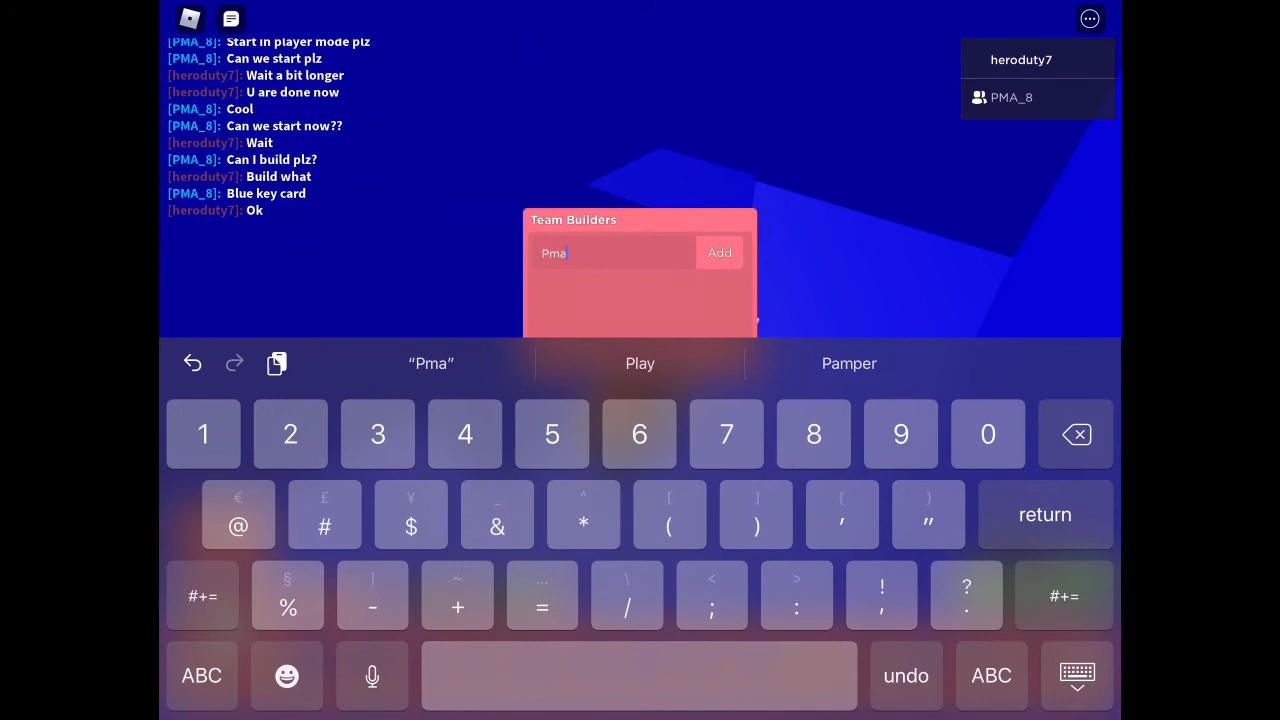 [PMA_8]: Start in player mode plz
[PMA_8]: Can we start plz
[heroduty7]: Wait a bit longer
[heroduty7]: U are done now
[PMA_8]: Cool
[PMA_8]: Can we start now??
[heroduty7]: Wait
[PMA_8]: Can I build plz?
[heroduty7]: Build what
[PMA_8]: Blue key card
[heroduty7]: Ok
heroduty7
PMA_8
Team Builders
Pma Add
“Pma” Play Pamper
1 2 3 4 5 6 7 8 9 0
€ £ ¥ _ ^ [ ] { }
@ # $ & * ( ) ' " return
§ | ~ … \ < > ! ?
#+= % - + = / ; : , . #+=
ABC undo ABC